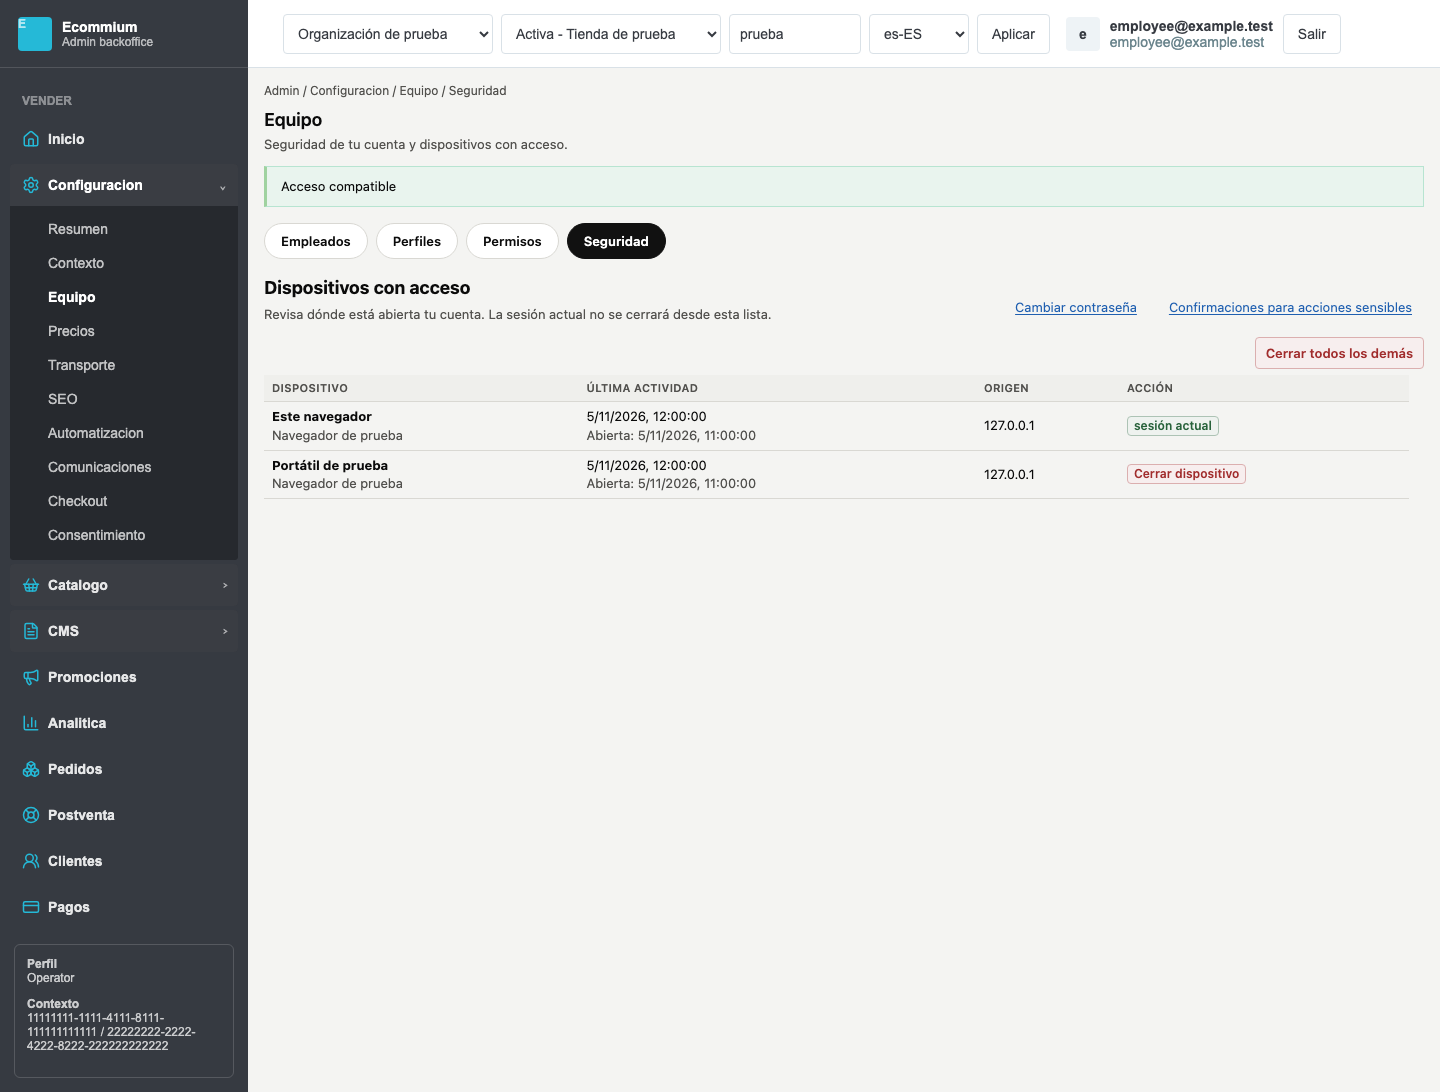 E
Ecommium
Admin backoffice
Organización de prueba
Activa - Tienda de prueba
prueba
es-ES
Aplicar
e
employee@example.test
employee@example.test
Salir
VENDER
Inicio
Configuracion
Resumen
Contexto
Equipo
Precios
Transporte
SEO
Automatizacion
Comunicaciones
Checkout
Consentimiento
Catalogo
CMS
Promociones
Analitica
Pedidos
Postventa
Clientes
Pagos
Perfil
Operator
Contexto
11111111-1111-4111-8111-
111111111111 / 22222222-2222-
4222-8222-222222222222
Admin / Configuracion / Equipo / Seguridad
Equipo
Seguridad de tu cuenta y dispositivos con acceso.
Acceso compatible
Empleados
Perfiles
Permisos
Seguridad
Dispositivos con acceso
Revisa dónde está abierta tu cuenta. La sesión actual no se cerrará desde esta lista.
Cambiar contraseña
Confirmaciones para acciones sensibles
Cerrar todos los demás
DISPOSITIVO
ÚLTIMA ACTIVIDAD
ORIGEN
ACCIÓN
Este navegador
Navegador de prueba
5/11/2026, 12:00:00
Abierta: 5/11/2026, 11:00:00
127.0.0.1
sesión actual
Portátil de prueba
Navegador de prueba
5/11/2026, 12:00:00
Abierta: 5/11/2026, 11:00:00
127.0.0.1
Cerrar dispositivo